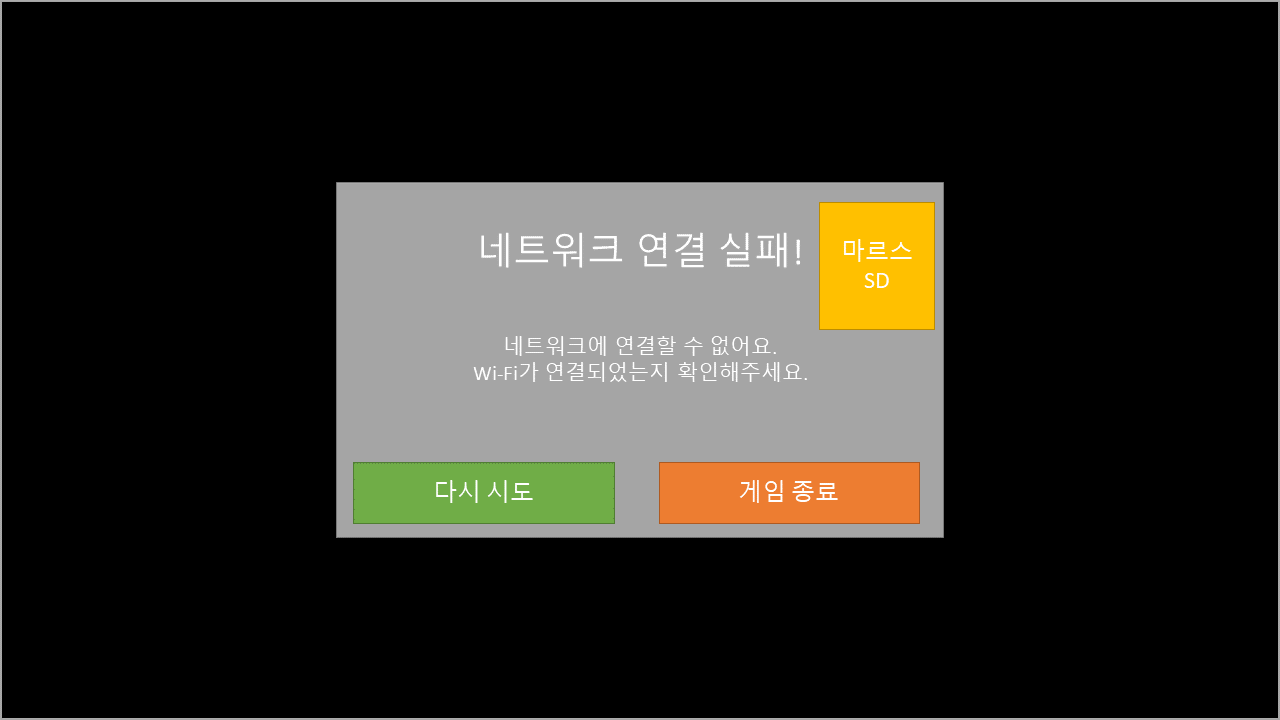 네트워크 연결 실패!
마르스
SD
네트워크에 연결할 수 없어요.
Wi-Fi가 연결되었는지 확인해주세요.
다시 시도
게임 종료